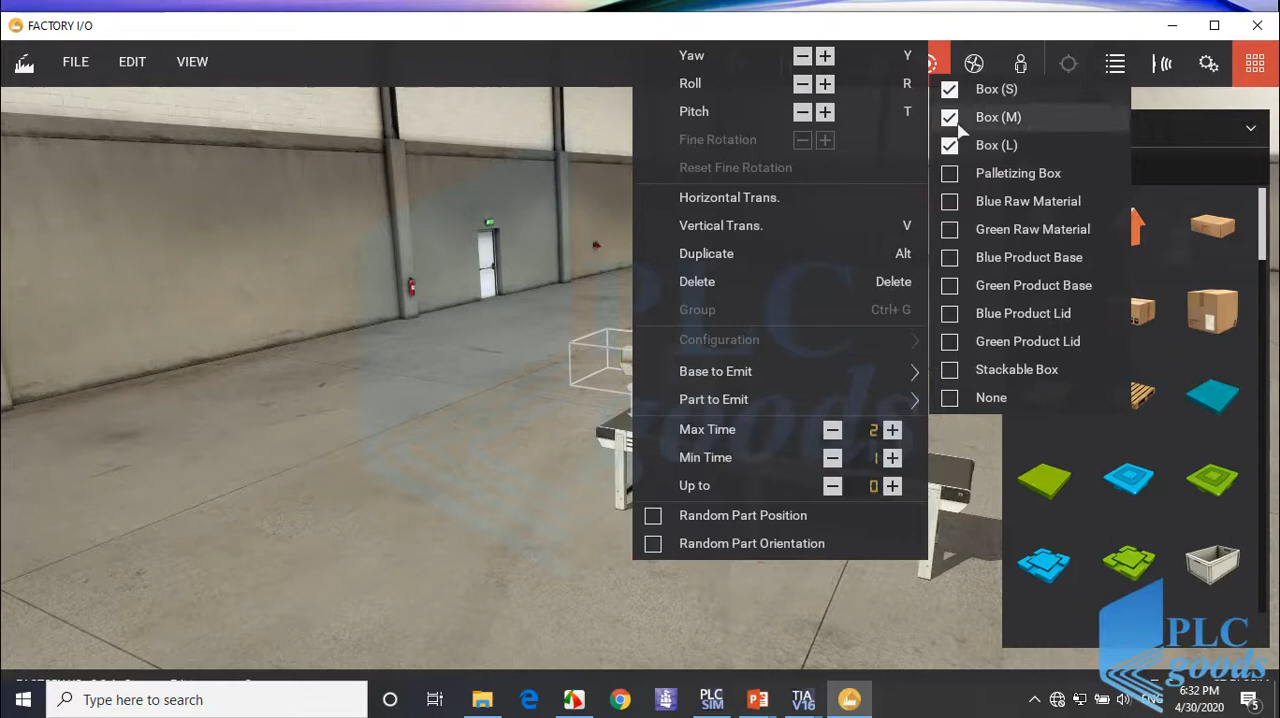 FACTORY I/O
FILE EDIT VIEW
Yaw Y
Roll R
Pitch T
Fine Rotation
Reset Fine Rotation
Horizontal Trans.
Vertical Trans. V
Duplicate Alt
Delete Delete
Group Ctrl+ G
Configuration
Base to Emit
Part to Emit
Max Time 2
Min Time 1
Up to 0
Random Part Position
Random Part Orientation
Box (S)
Box (M)
Box (L)
Palletizing Box
Blue Raw Material
Green Raw Material
Blue Product Base
Green Product Base
Blue Product Lid
Green Product Lid
Stackable Box
None
PLC
goods
PLC
goods
Type here to search
PLC
SIM
TIA
V16
ENG
6:32 PM
4/30/2020
5